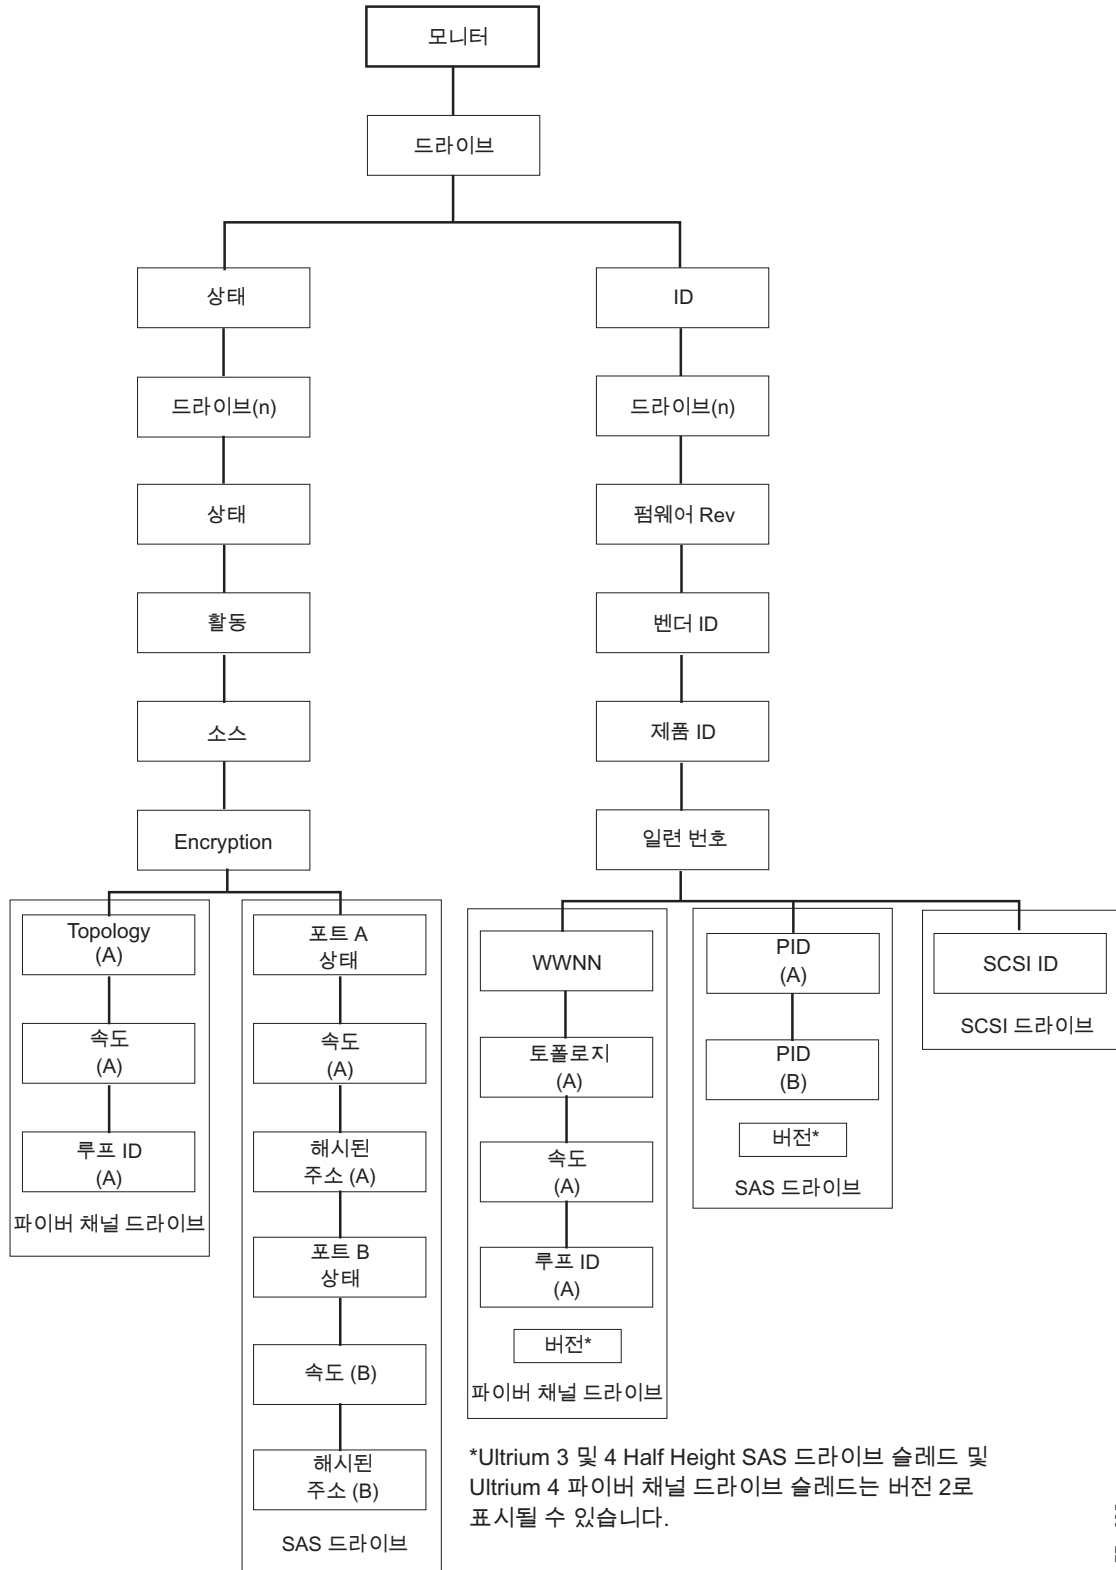 모니터
드라이브
상태
ID
드라이브(n)
드라이브(n)
상태
펌웨어 Rev
활동
벤더 ID
소스
제품 ID
Encryption
일련 번호
Topology
(A)
속도
(A)
루프 ID
(A)
파이버 채널 드라이브
포트 A
상태
속도
(A)
해시된
주소 (A)
포트 B
상태
속도 (B)
해시된
주소 (B)
SAS 드라이브
WWNN
토폴로지
(A)
속도
(A)
루프 ID
(A)
버전*
파이버 채널 드라이브
PID
(A)
PID
(B)
버전*
SAS 드라이브
SCSI ID
SCSI 드라이브
*Ultrium 3 및 4 Half Height SAS 드라이브 슬레드 및
Ultrium 4 파이버 채널 드라이브 슬레드는 버전 2로
표시될 수 있습니다.